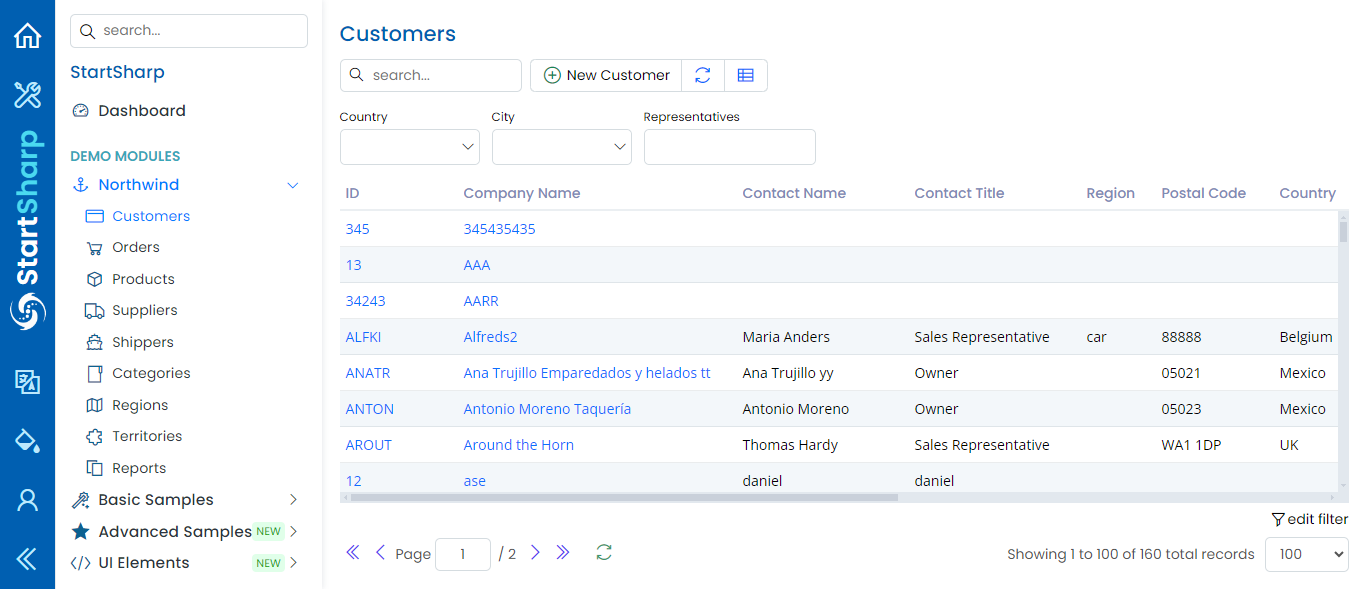 StartSharp
search...
StartSharp
Dashboard
DEMO MODULES
Northwind
Customers
Orders
Products
Suppliers
Shippers
Categories
Regions
Territories
Reports
Basic Samples
Advanced Samples NEW
UI Elements NEW
Customers
search... New Customer
Country City Representatives
ID Company Name Contact Name Contact Title Region Postal Code Country
345 345435435
13 AAA
34243 AARR
ALFKI Alfreds2 Maria Anders Sales Representative car 88888 Belgium
ANATR Ana Trujillo Emparedados y helados tt Ana Trujillo yy Owner 05021 Mexico
ANTON Antonio Moreno Taquería Antonio Moreno Owner 05023 Mexico
AROUT Around the Horn Thomas Hardy Sales Representative WA1 1DP UK
12 ase daniel daniel
edit filter
Page 1 / 2 Showing 1 to 100 of 160 total records 100